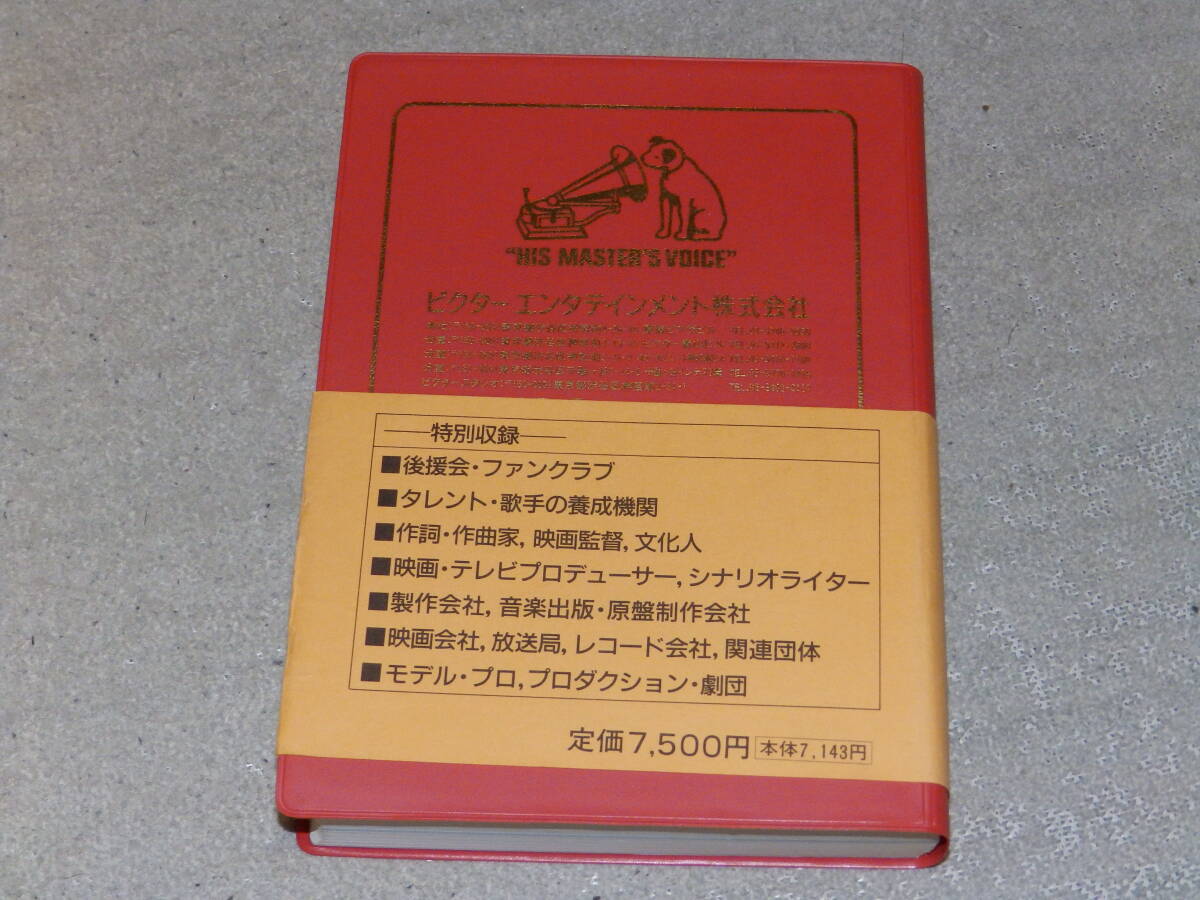 "HIS MASTER'S VOICE"
ビクター エンタテインメント株式会社
特別収録
■後援会・ファンクラブ
■タレント・歌手の養成機関
■作詞・作曲家, 映画監督, 文化人
■映画・テレビプロデューサー, シナリオライター
■製作会社, 音楽出版・原盤制作会社
■映画会社, 放送局, レコード会社, 関連団体
■モデル・プロ, プロダクション・劇団
定価7,500円 本体7,143円